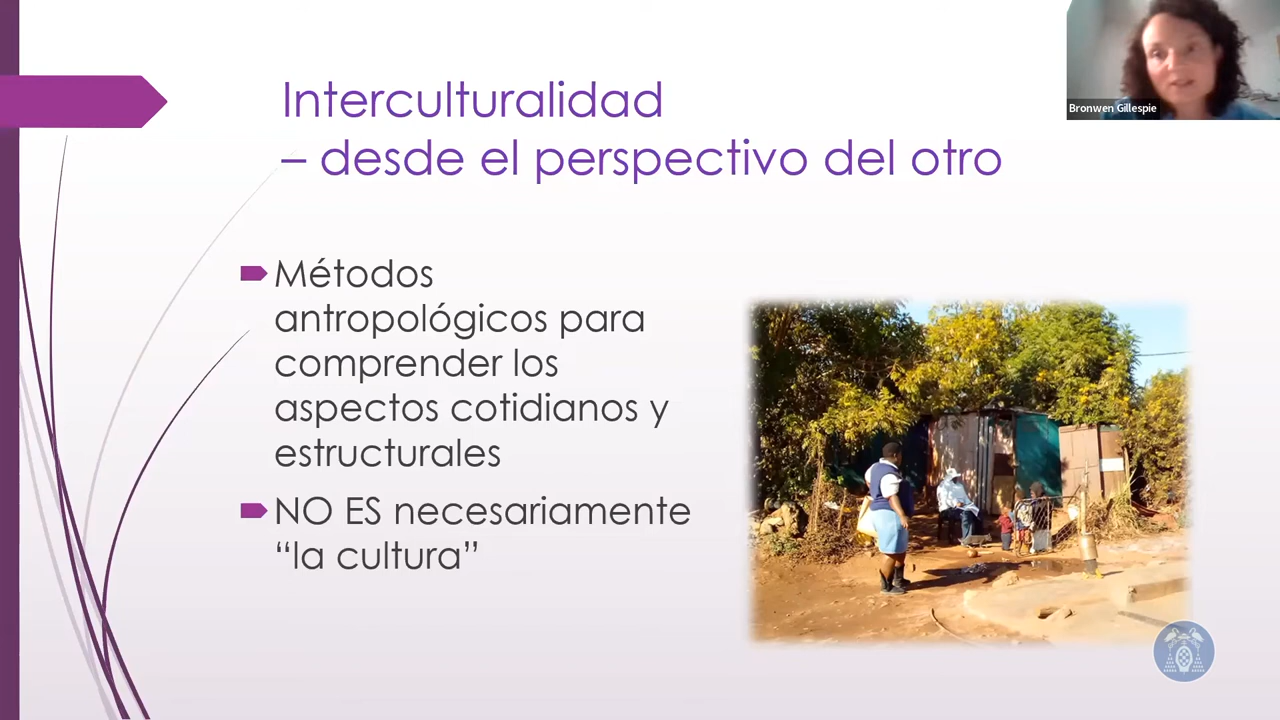 Interculturalidad
– desde el perspectivo del otro
Bronwen Gillespie
Métodos
antropológicos para
comprender los
aspectos cotidianos y
estructurales
NO ES necesariamente
“la cultura”